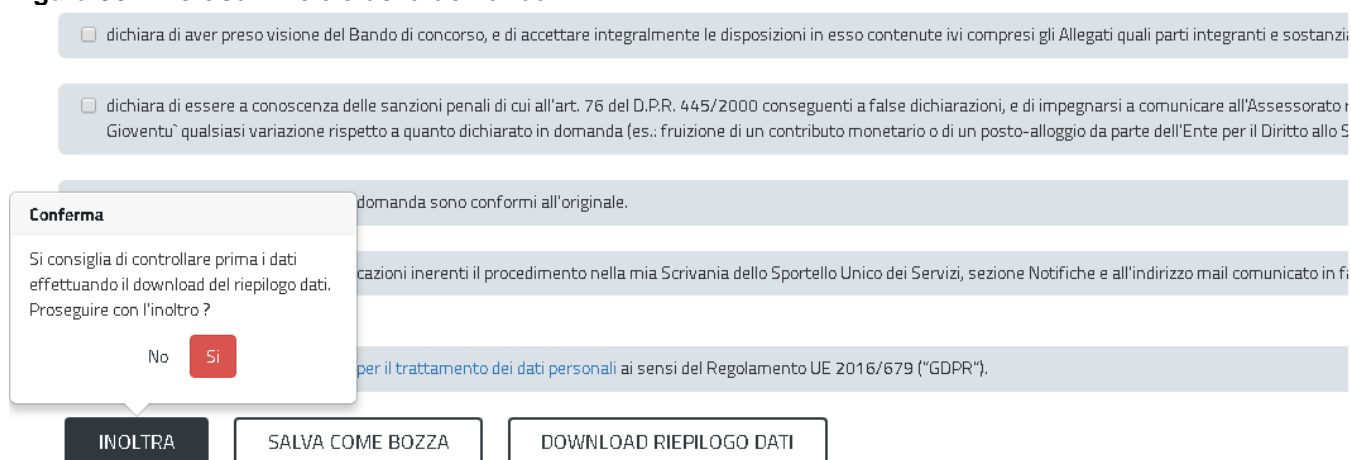 dichiara di aver preso visione del Bando di concorso, e di accettare integralmente le disposizioni in esso contenute ivi compresi gli Allegati quali parti integranti e
dichiara di essere a conoscenza delle sanzioni penali di cui all'art. 76 del D.P.R. 445/2000 conseguenti a false dichiarazioni, e di impegnarsi a comunicare all'Assessorato
Gioventu` qualsiasi variazione rispetto a quanto dichiarato in domanda (es.: fruizione di un contributo monetario o di un posto-alloggio da parte dell'Ente per il Diritto allo
domanda sono conformi all'originale.
Conferma
Si consiglia di controllare prima i dati
effettuando il download del riepilogo dati.
Proseguire con l'inoltro ?
No Si
inerenti il procedimento nella mia Scrivania dello Sportello Unico dei Servizi, sezione Notifiche e all'indirizzo mail comunicato in
per il trattamento dei dati personali ai sensi del Regolamento UE 2016/679 ("GDPR").
INOLTRA SALVA COME BOZZA DOWNLOAD RIEPILOGO DATI